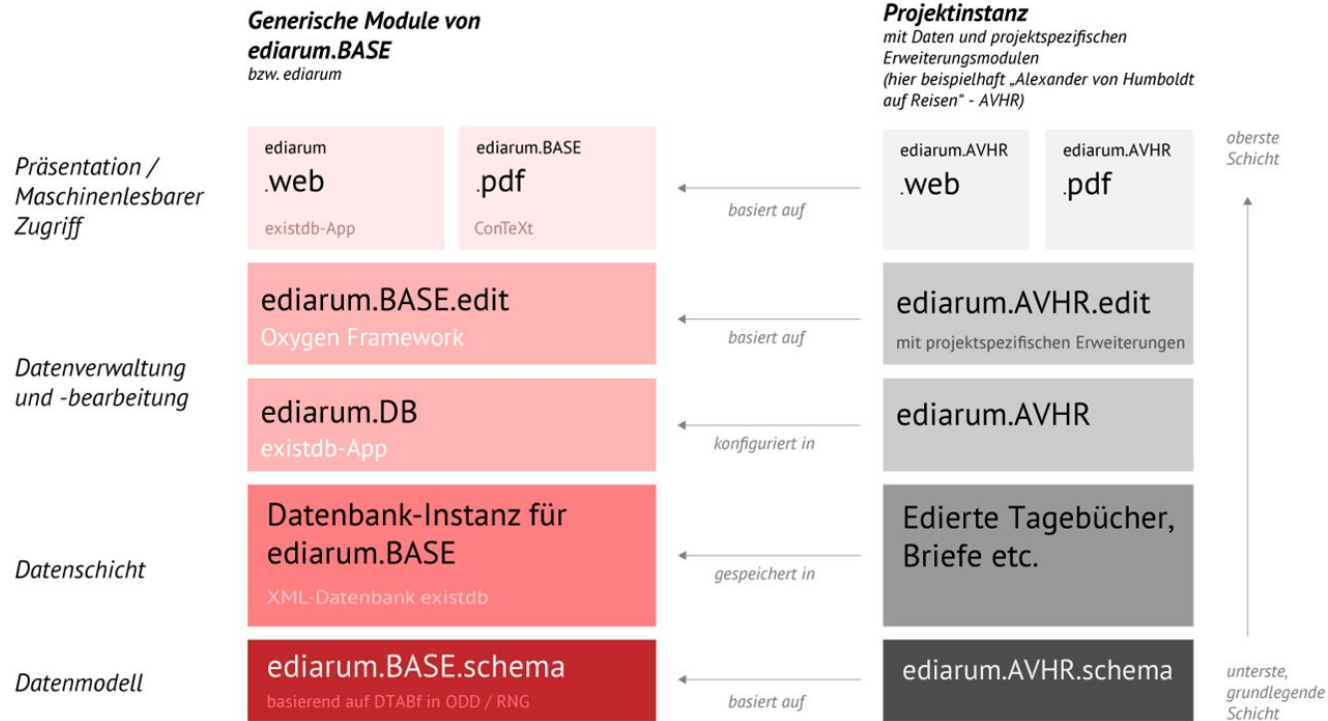 Generische Module von
ediarum.BASE
bzw. ediarum
Projektinstanz
mit Daten und projektspezifischen
Erweiterungsmodulen
(hier beispielhaft „Alexander von Humboldt
auf Reisen“ - AVHR)
Präsentation /
Maschinenlesbarer
Zugriff
ediarum
.web
existdb-App
ediarum.BASE
.pdf
ConTeXt
basiert auf
ediarum.AVHR
.web
ediarum.AVHR
.pdf
oberste
Schicht
Datenverwaltung
und -bearbeitung
ediarum.BASE.edit
Oxygen Framework
basiert auf
ediarum.AVHR.edit
mit projektspezifischen Erweiterungen
ediarum.DB
existdb-App
konfiguriert in
ediarum.AVHR
Datenschicht
Datenbank-Instanz für
ediarum.BASE
XML-Datenbank existdb
gespeichert in
Edierte Tagebücher,
Briefe etc.
Datenmodell
ediarum.BASE.schema
basierend auf DTABf in ODD / RNG
basiert auf
ediarum.AVHR.schema
unterste,
grundlegende
Schicht